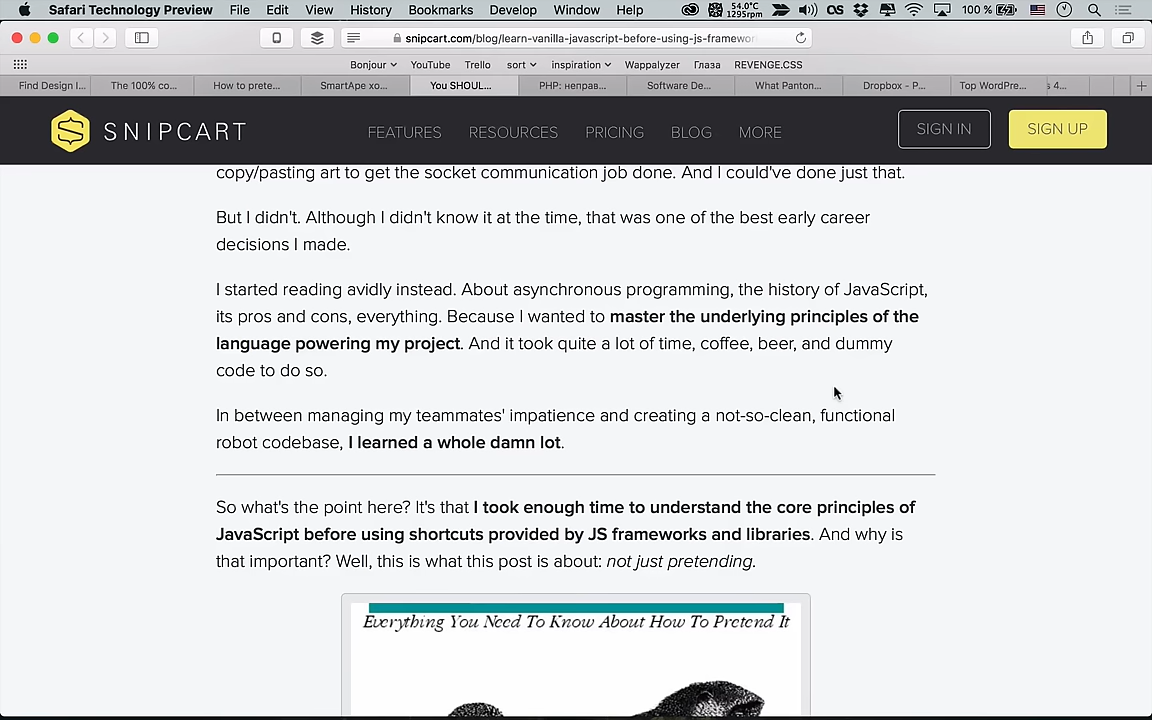 Safari Technology Preview File Edit View History Bookmarks Develop Window Help 54.0°C 1295rpm 100 %
snipcart.com/blog/learn-vanilla-javascript-before-using-js-framewor
Bonjour YouTube Trello sort inspiration Wappalyzer Глаза REVENGE.CSS
Find Design I... The 100% co... How to prete... SmartApe хо... You SHOUL... PHP: неправ... Software De... What Panton... Dropbox - P... Top WordPre... s 4...
SNIPCART FEATURES RESOURCES PRICING BLOG MORE SIGN IN SIGN UP
copy/pasting art to get the socket communication job done. And I could've done just that.
But I didn't. Although I didn't know it at the time, that was one of the best early career
decisions I made.
I started reading avidly instead. About asynchronous programming, the history of JavaScript,
its pros and cons, everything. Because I wanted to master the underlying principles of the
language powering my project. And it took quite a lot of time, coffee, beer, and dummy
code to do so.
In between managing my teammates' impatience and creating a not-so-clean, functional
robot codebase, I learned a whole damn lot.
So what's the point here? It's that I took enough time to understand the core principles of
JavaScript before using shortcuts provided by JS frameworks and libraries. And why is
that important? Well, this is what this post is about: not just pretending.
Everything You Need To Know About How To Pretend It